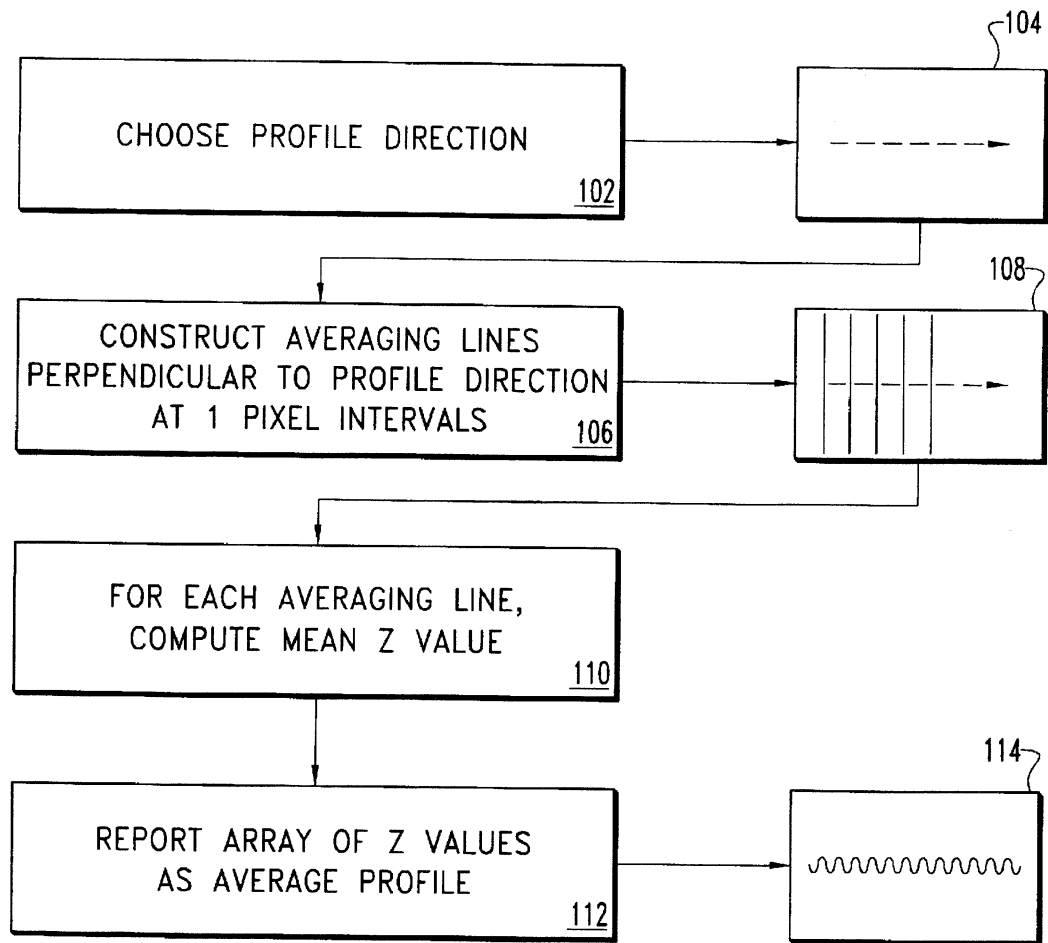 104
CHOOSE PROFILE DIRECTION
102
108
CONSTRUCT AVERAGING LINES
PERPENDICULAR TO PROFILE DIRECTION
AT 1 PIXEL INTERVALS
106
FOR EACH AVERAGING LINE,
COMPUTE MEAN Z VALUE
110
114
REPORT ARRAY OF Z VALUES
AS AVERAGE PROFILE
112